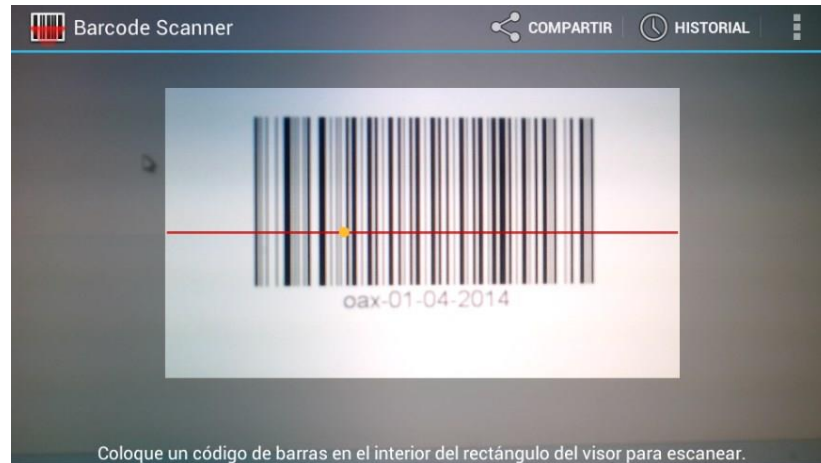 Barcode Scanner
COMPARTIR
HISTORIAL
oax-01-04-2014
Coloque un código de barras en el interior del rectángulo del visor para escanear.